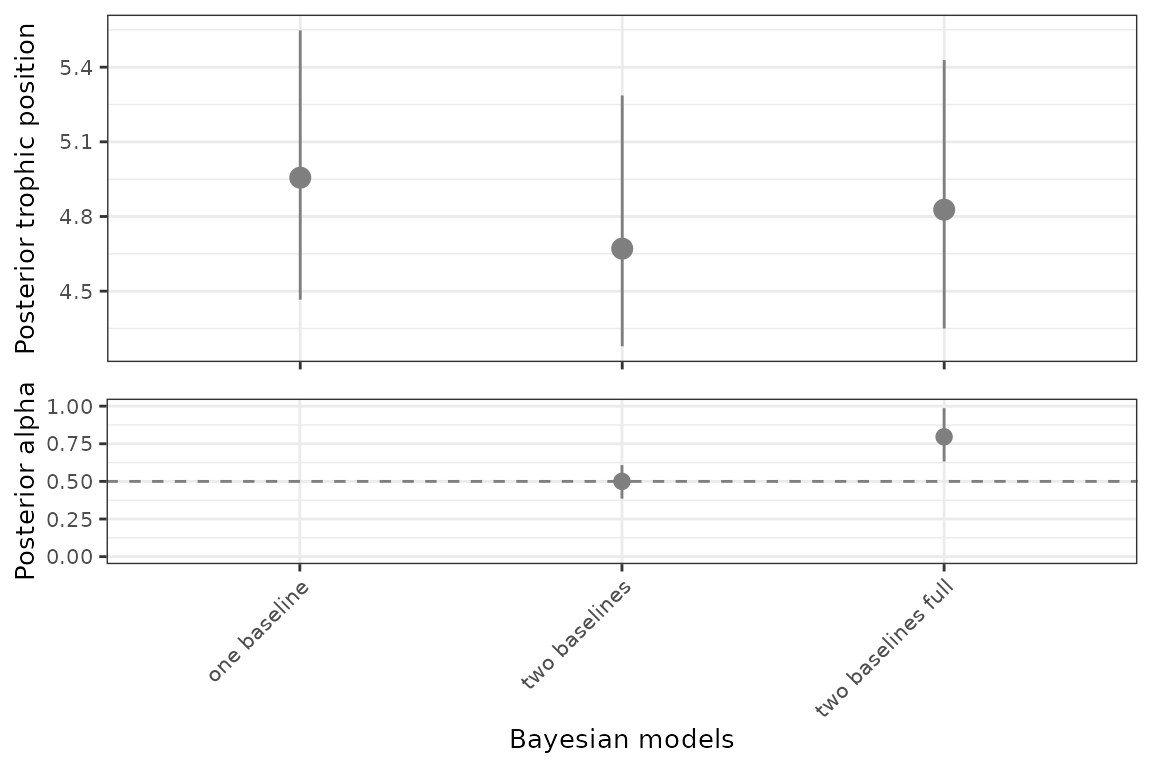 Posterior trophic position
5.4
5.1
4.8
4.5
Posterior alpha
1.00
0.75
0.50
0.25
0.00
one baseline
two baselines
two baselines full
Bayesian models